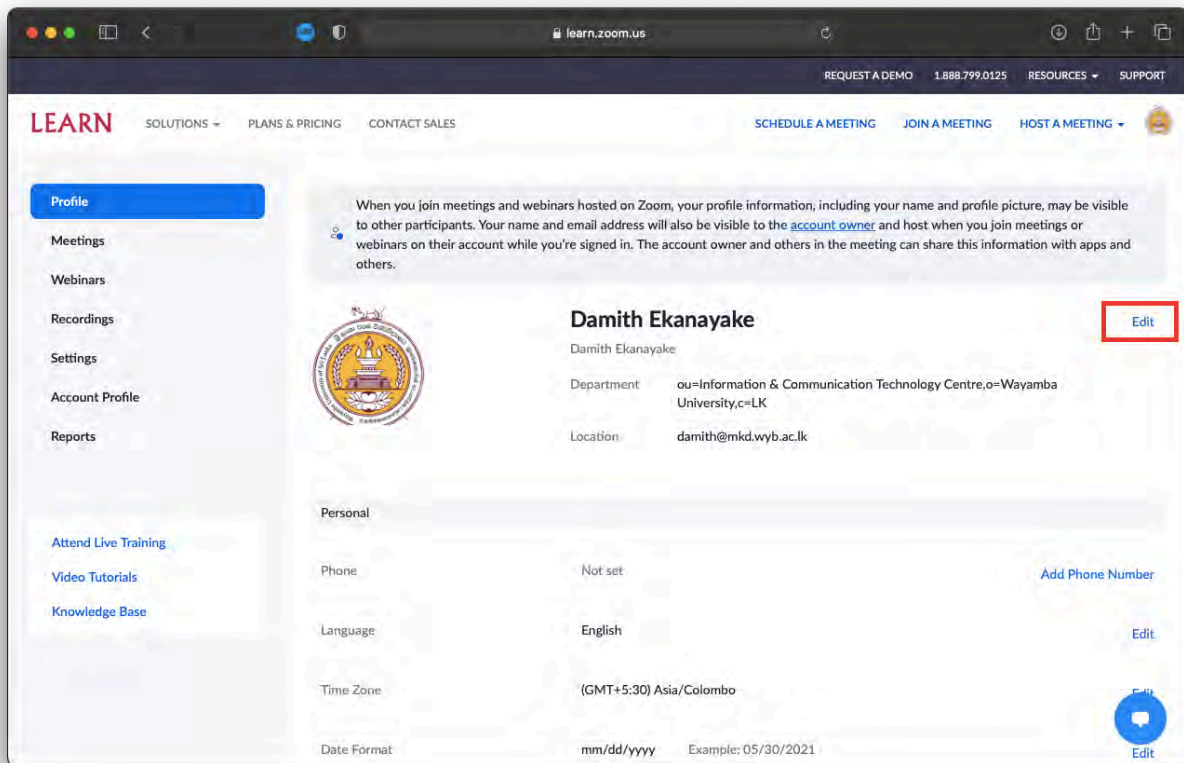 learn.zoom.us
REQUEST A DEMO 1.888.799.0125 RESOURCES SUPPORT
LEARN SOLUTIONS PLANS & PRICING CONTACT SALES SCHEDULE A MEETING JOIN A MEETING HOST A MEETING
Profile
Meetings
Webinars
Recordings
Settings
Account Profile
Reports
Attend Live Training
Video Tutorials
Knowledge Base
When you join meetings and webinars hosted on Zoom, your profile information, including your name and profile picture, may be visible
to other participants. Your name and email address will also be visible to the account owner and host when you join meetings or
webinars on their account while you're signed in. The account owner and others in the meeting can share this information with apps and
others.
Damith Ekanayake Edit
Damith Ekanayake
Department ou=Information & Communication Technology Centre,o=Wayamba
University,c=LK
Location damith@mkd.wyb.ac.lk
Personal
Phone Not set Add Phone Number
Language English Edit
Time Zone (GMT+5:30) Asia/Colombo Edit
Date Format mm/dd/yyyy Example: 05/30/2021 Edit